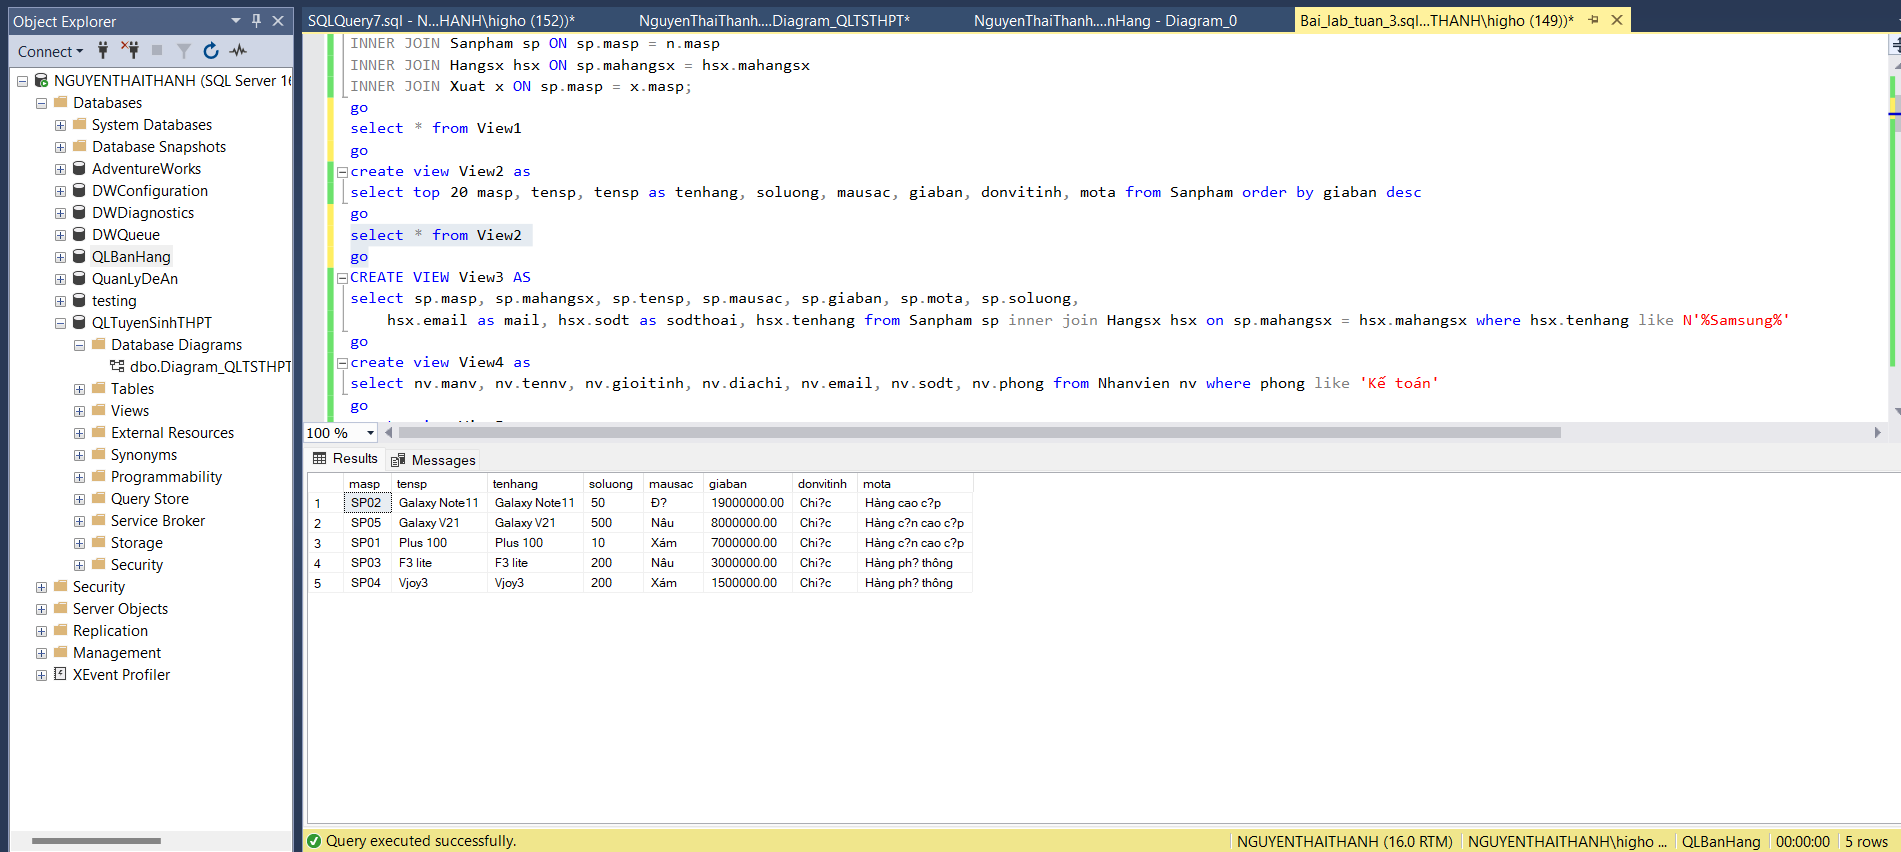 Object Explorer
Connect
NGUYENTHAITHANH (SQL Server 16
Databases
System Databases
Database Snapshots
AdventureWorks
DWConfiguration
DWDiagnostics
DWQueue
QLBanHang
QuanLyDeAn
testing
QLTuyenSinhTHPT
Database Diagrams
dbo.Diagram_QLTSTHPT
Tables
Views
External Resources
Synonyms
Programmability
Query Store
Service Broker
Storage
Security
Security
Server Objects
Replication
Management
XEvent Profiler
SQLQuery7.sql - N...HANH\higho (152))* NguyenThaiThanh....Diagram_QLTSTHPT* NguyenThaiThanh....nHang - Diagram_0 Bai_lab_tuan_3.sql...THANH\higho (149))*
INNER JOIN Sanpham sp ON sp.masp = n.masp
INNER JOIN Hangsx hsx ON sp.mahangsx = hsx.mahangsx
INNER JOIN Xuat x ON sp.masp = x.masp;
go
select * from View1
go
create view View2 as
select top 20 masp, tensp, tensp as tenhang, soluong, mausac, giaban, donvitinh, mota from Sanpham order by giaban desc
go
select * from View2
go
CREATE VIEW View3 AS
select sp.masp, sp.mahangsx, sp.tensp, sp.mausac, sp.giaban, sp.mota, sp.soluong,
hsx.email as mail, hsx.sodt as sodthoai, hsx.tenhang from Sanpham sp inner join Hangsx hsx on sp.mahangsx = hsx.mahangsx where hsx.tenhang like N'%Samsung%'
go
create view View4 as
select nv.manv, nv.tennv, nv.gioitinh, nv.diachi, nv.email, nv.sodt, nv.phong from Nhanvien nv where phong like 'Kế toán'
go
100 %
Results Messages
masp tensp tenhang soluong mausac giaban donvitinh mota
1 SP02 Galaxy Note11 Galaxy Note11 50 Đ? 19000000.00 Chi?c Hàng cao c?p
2 SP05 Galaxy V21 Galaxy V21 500 Nâu 8000000.00 Chi?c Hàng c?n cao c?p
3 SP01 Plus 100 Plus 100 10 Xám 7000000.00 Chi?c Hàng c?n cao c?p
4 SP03 F3 lite F3 lite 200 Nâu 3000000.00 Chi?c Hàng ph? thông
5 SP04 Vjoy3 Vjoy3 200 Xám 1500000.00 Chi?c Hàng ph? thông
Query executed successfully. NGUYENTHAITHANH (16.0 RTM) NGUYENTHAITHANH\higho ... QLBanHang 00:00:00 5 rows